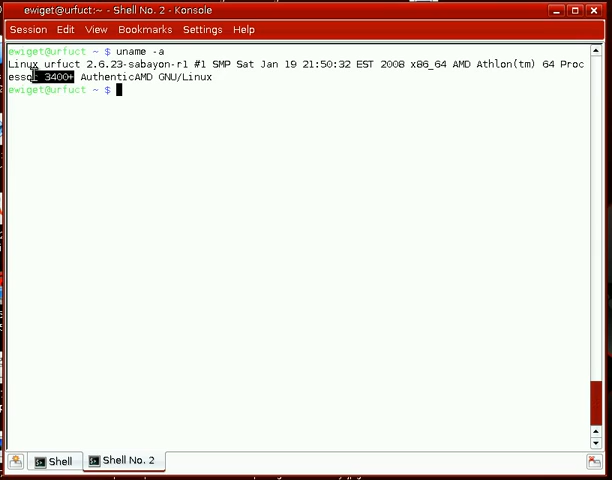 ewiget@urfuct:~ - Shell No. 2 - Konsole
Session Edit View Bookmarks Settings Help
ewiget@urfuct ~ $ uname -a
Linux urfuct 2.6.23-sabayon-r1 #1 SMP Sat Jan 19 21:50:32 EST 2008 x86_64 AMD Athlon(tm) 64 Proc
essor 3400+ AuthenticAMD GNU/Linux
ewiget@urfuct ~ $
Shell Shell No. 2